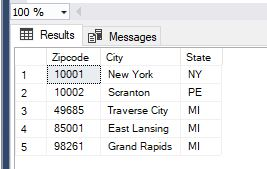 100 %
Results Messages
Zipcode City State
1 10001 New York NY
2 10002 Soranton PE
3 49685 Traverse City MI
4 85001 East Lansing MI
5 98261 Grand Rapids MI